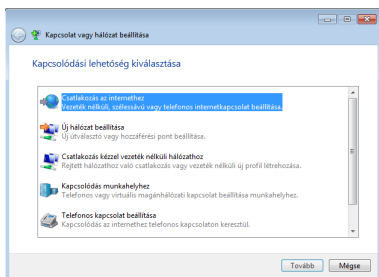 Kapcsolat vagy hálózat beállítása
Kapcsolódási lehetőség kiválasztása
Csatlakozás az internethez
Vezeték nélküli, szélessávú vagy telefonos internetkapcsolat beállítása.
Új hálózat beállítása
Új útválasztó vagy hozzáférési pont beállítása.
Csatlakozás kézzel vezeték nélküli hálózathoz
Rejtett hálózathoz való csatlakozás vagy vezeték nélküli új profil létrehozása.
Kapcsolódás munkahelyhez
Telefonos vagy virtuális magánhálózati kapcsolat beállítása munkahelyhez.
Telefonos kapcsolat beállítása
Kapcsolódás az internethez telefonos kapcsolaton keresztül.
Tovább
Mégse